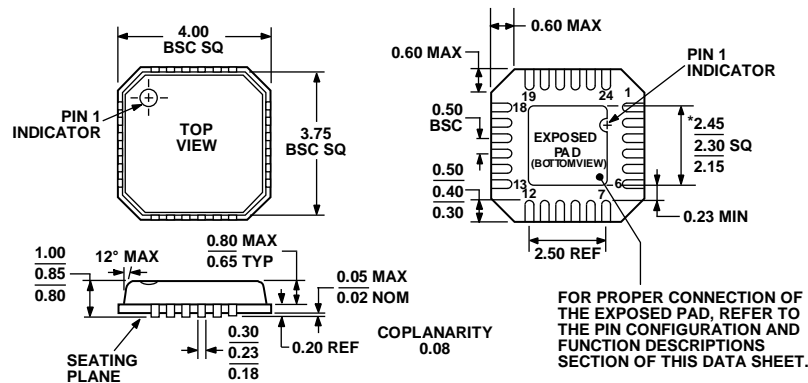 4.00
BSC SQ
PIN 1
INDICATOR
TOP
VIEW
3.75
BSC SQ
0.60 MAX
0.60 MAX
PIN 1
INDICATOR
19
24
18
1
0.50
BSC
EXPOSED
PAD
(BOTTOMVIEW)
*2.45
2.30 SQ
2.15
0.50
0.40
0.30
13
12
7
6
0.23 MIN
2.50 REF
1.00
0.85
0.80
12° MAX
0.80 MAX
0.65 TYP
0.05 MAX
0.02 NOM
SEATING
PLANE
0.30
0.23
0.18
0.20 REF
COPLANARITY
0.08
FOR PROPER CONNECTION OF
THE EXPOSED PAD, REFER TO
THE PIN CONFIGURATION AND
FUNCTION DESCRIPTIONS
SECTION OF THIS DATA SHEET.